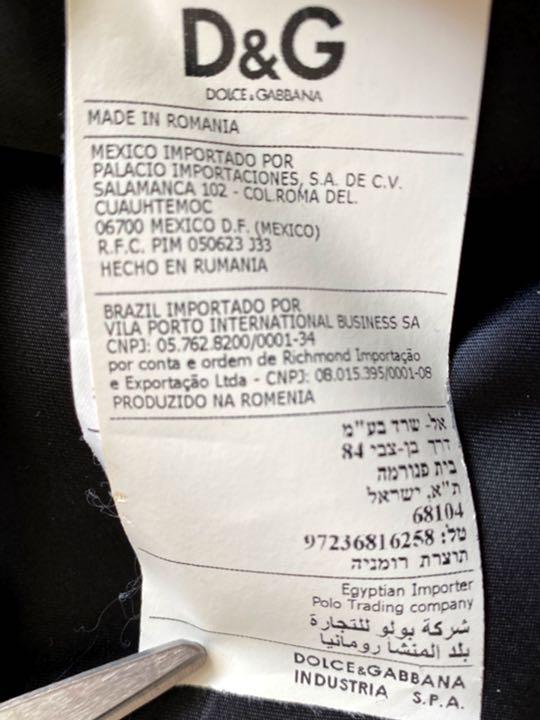 D&G
DOLCE & GABBANA
MADE IN ROMANIA
MEXICO IMPORTADO POR
PALACIO IMPORTACIONES, S.A. DE C.V.
SALAMANCA 102 - COL.ROMA DEL.
CUAUHTEMOC
06700 MEXICO D.F. (MEXICO)
R.F.C. PIM 050623 J33
HECHO EN RUMANIA
BRAZIL IMPORTADO POR
VILA PORTO INTERNATIONAL BUSINESS SA
CNPJ: 05.762.8200/0001-34
por conta e ordem de Richmond Importação
e Exportação Ltda - CNPJ: 08.015.395/0001-08
PRODUZIDO NA ROMENIA
אל- שרד בע"מ
דרך בן-צבי 84
בית פנורמה
ת"א, ישראל
68104
טל: 97236816258
תוצרת רומניה
Egyptian Importer
Polo Trading company
شركة بولو للتجارة
بلد المنشا رومانيا
DOLCE&GABBANA
INDUSTRIA S.P.A.